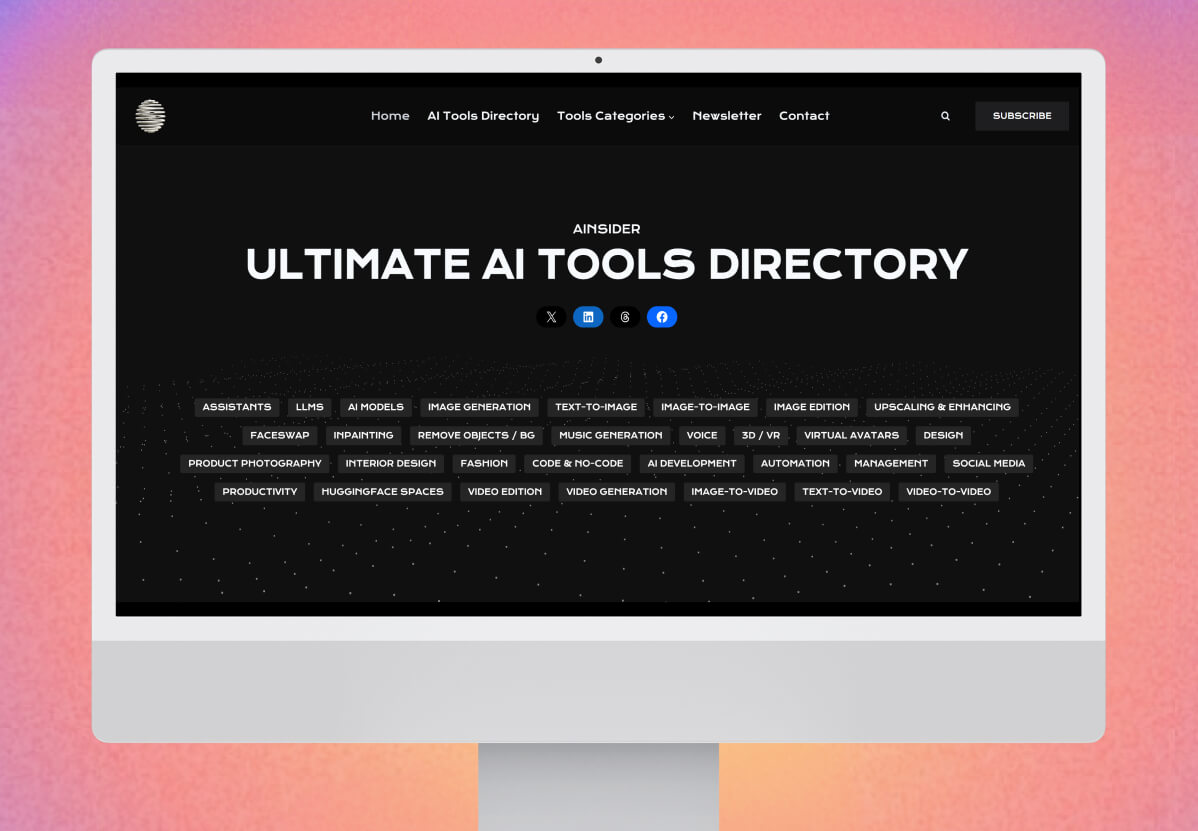 Home AI Tools Directory Tools Categories Newsletter Contact SUBSCRIBE
AINSIDER
ULTIMATE AI TOOLS DIRECTORY
ASSISTANTS LLMS AI MODELS IMAGE GENERATION TEXT-TO-IMAGE IMAGE-TO-IMAGE IMAGE EDITION UPSCALING & ENHANCING
FACESWAP INPAINTING REMOVE OBJECTS / BG MUSIC GENERATION VOICE 3D / VR VIRTUAL AVATARS DESIGN
PRODUCT PHOTOGRAPHY INTERIOR DESIGN FASHION CODE & NO-CODE AI DEVELOPMENT AUTOMATION MANAGEMENT SOCIAL MEDIA
PRODUCTIVITY HUGGINGFACE SPACES VIDEO EDITION VIDEO GENERATION IMAGE-TO-VIDEO TEXT-TO-VIDEO VIDEO-TO-VIDEO